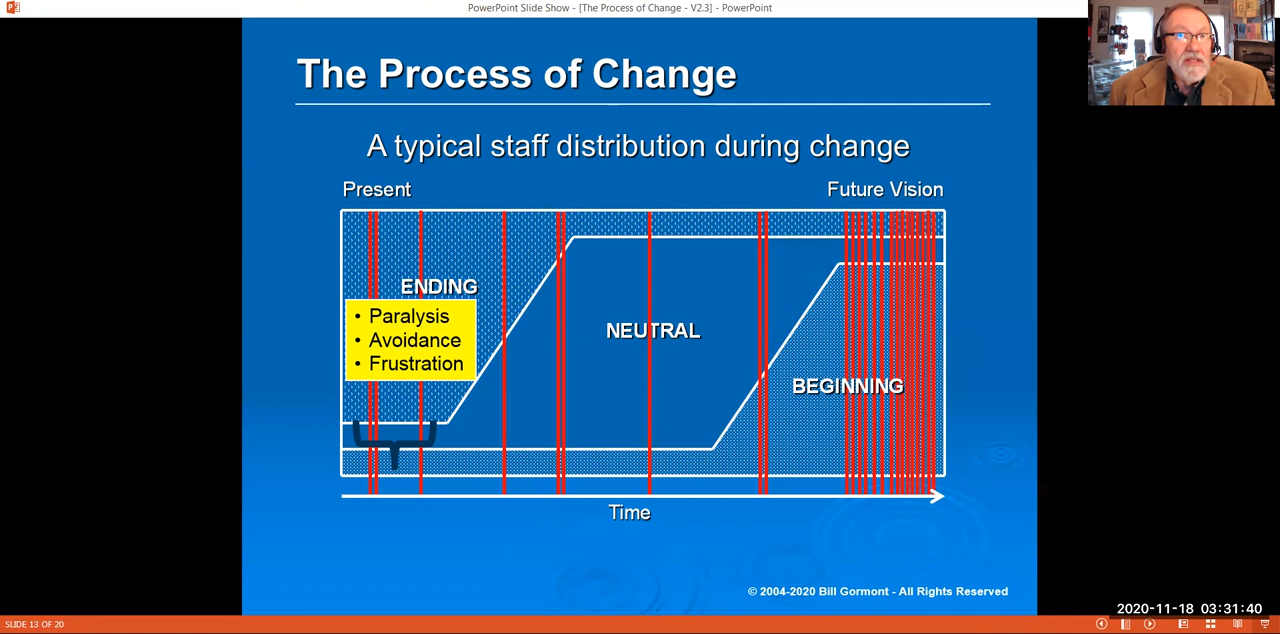 PowerPoint Slide Show - [The Process of Change - V2.3] - PowerPoint
The Process of Change
A typical staff distribution during change
Present
Future Vision
ENDING
• Paralysis
• Avoidance
• Frustration
NEUTRAL
BEGINNING
Time
© 2004-2020 Bill Gormont - All Rights Reserved
2020-11-18 03:31:40
SLIDE 13 OF 20